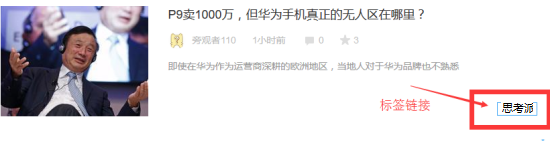 P9卖1000万，但华为手机真正的无人区在哪里？
旁观者110 1小时前 0 3
即使在华为作为运营商深耕的欧洲地区，当地人对于华为品牌也不熟悉
标签链接
思考派